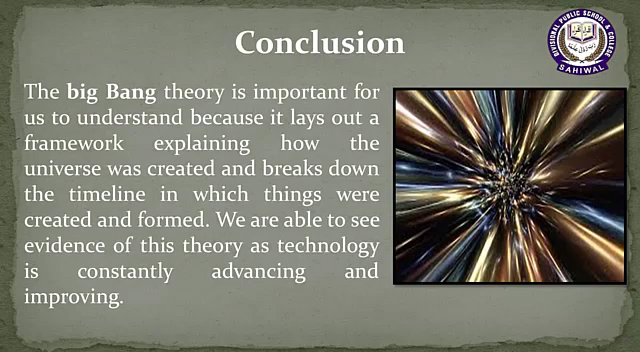 Conclusion
DIVISIONAL PUBLIC SCHOOL & COLLEGE
SAHIWAL
The big Bang theory is important for
us to understand because it lays out a
framework explaining how the
universe was created and breaks down
the timeline in which things were
created and formed. We are able to see
evidence of this theory as technology
is constantly advancing and
improving.